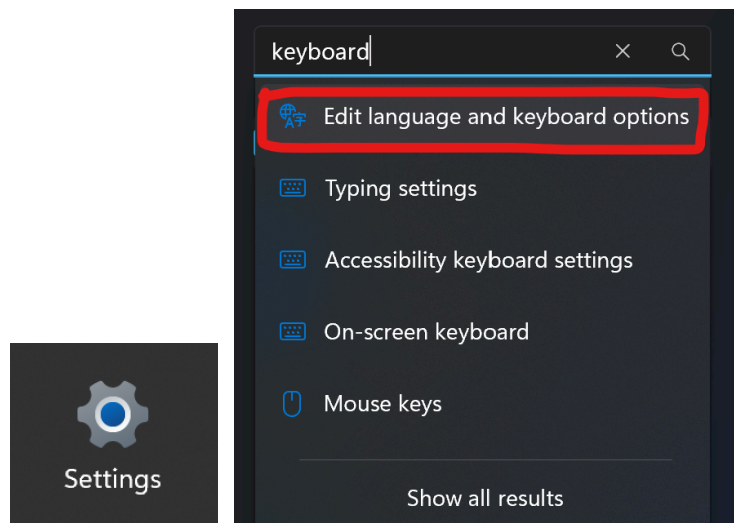 keyboard
Edit language and keyboard options
Typing settings
Accessibility keyboard settings
On-screen keyboard
Mouse keys
Show all results
Settings